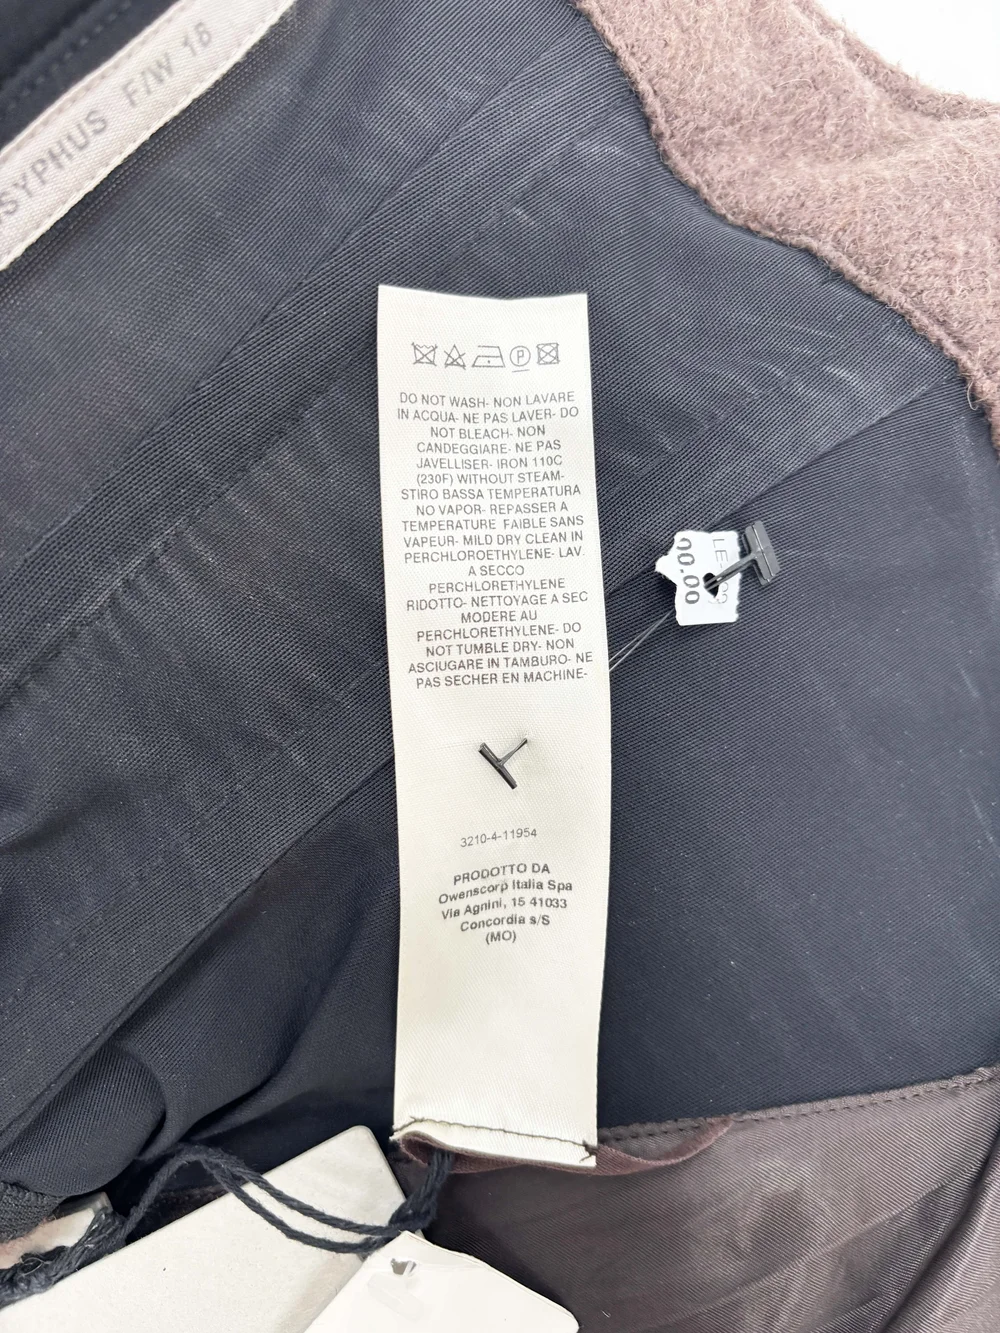 SYPHUS F/W 18
P
DO NOT WASH- NON LAVARE
IN ACQUA- NE PAS LAVER- DO
NOT BLEACH- NON
CANDEGGIARE- NE PAS
JAVELLISER- IRON 110C
(230F) WITHOUT STEAM-
STIRO BASSA TEMPERATURA
NO VAPOR- REPASSER A
TEMPERATURE FAIBLE SANS
VAPEUR- MILD DRY CLEAN IN
PERCHLOROETHYLENE- LAV.
A SECCO
PERCHLORETHYLENE
RIDOTTO- NETTOYAGE A SEC
MODERE AU
PERCHLORETHYLENE- DO
NOT TUMBLE DRY- NON
ASCIUGARE IN TAMBURO- NE
PAS SECHER EN MACHINE-
00.00
3210-4-11954
PRODOTTO DA
Owenscorp Italia Spa
Via Agnini, 15 41033
Concordia s/S
(MO)